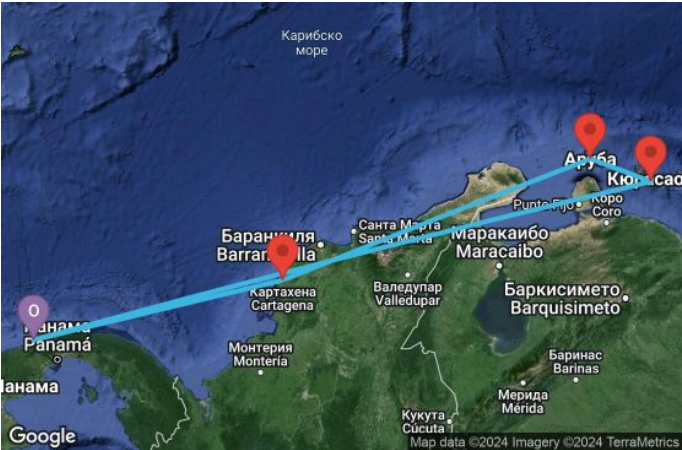 Карибско
море
Аруба
Кюрасао
Punto Fijo
Коро
Coro
Санта Марта
Santa Marta
Баранкиля
Barranquilla
Маракаибо
Maracaibo
Картахена
Cartagena
Валедупар
Valledupar
Баркисимето
Barquisimeto
O
Панама
Panamá
Панама
Монтерия
Montería
Баринас
Barinas
Мерида
Mérida
Кукута
Cúcuta
Google
Map data ©2024 Imagery ©2024 TerraMetrics